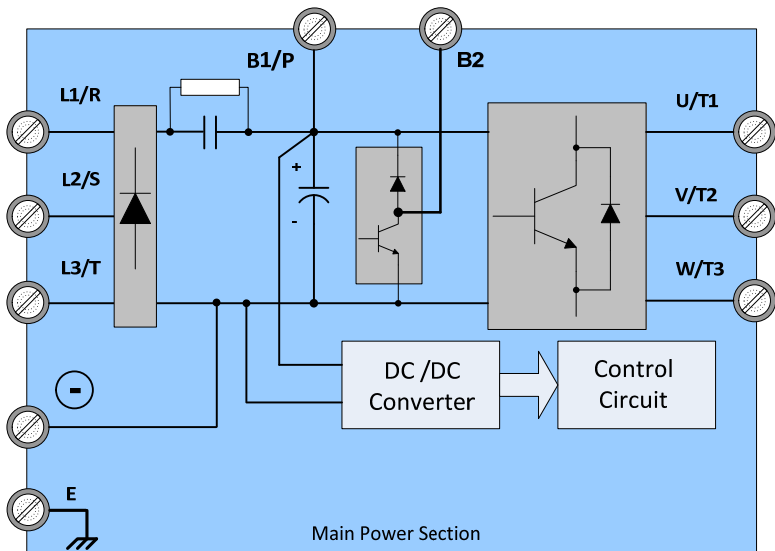 B1/P
B2
L1/R
U/T1
L2/S
V/T2
L3/T
W/T3
+
-
DC /DC
Converter
Control
Circuit
-
E
Main Power Section